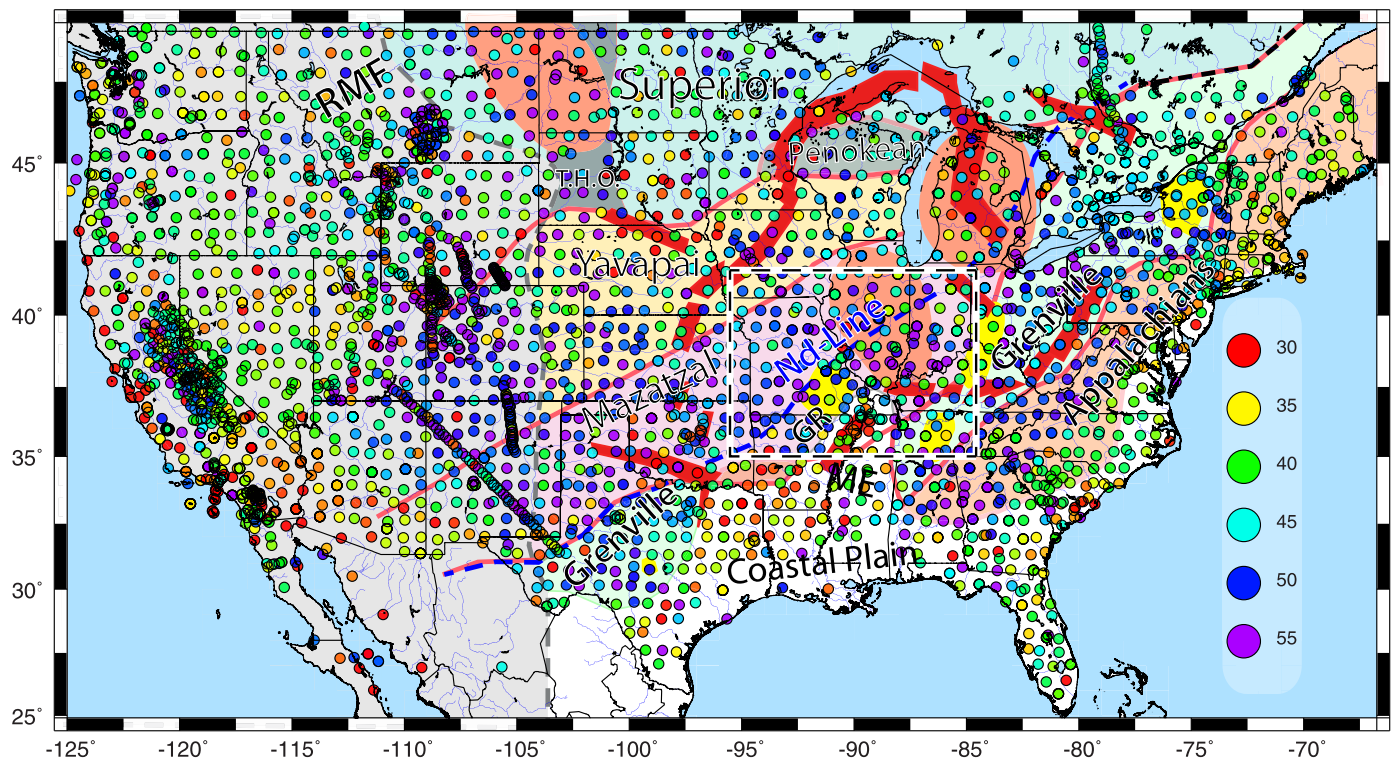 RMF
Superior
Penokean
T.H.O.
Yavapai
Nd-Line
Grenville
Mazatzal
GR
Appalachians
ME
Grenville
Coastal Plain
30
35
40
45
50
55
45°
40°
35°
30°
25°
-125° -120° -115° -110° -105° -100° -95° -90° -85° -80° -75° -70°